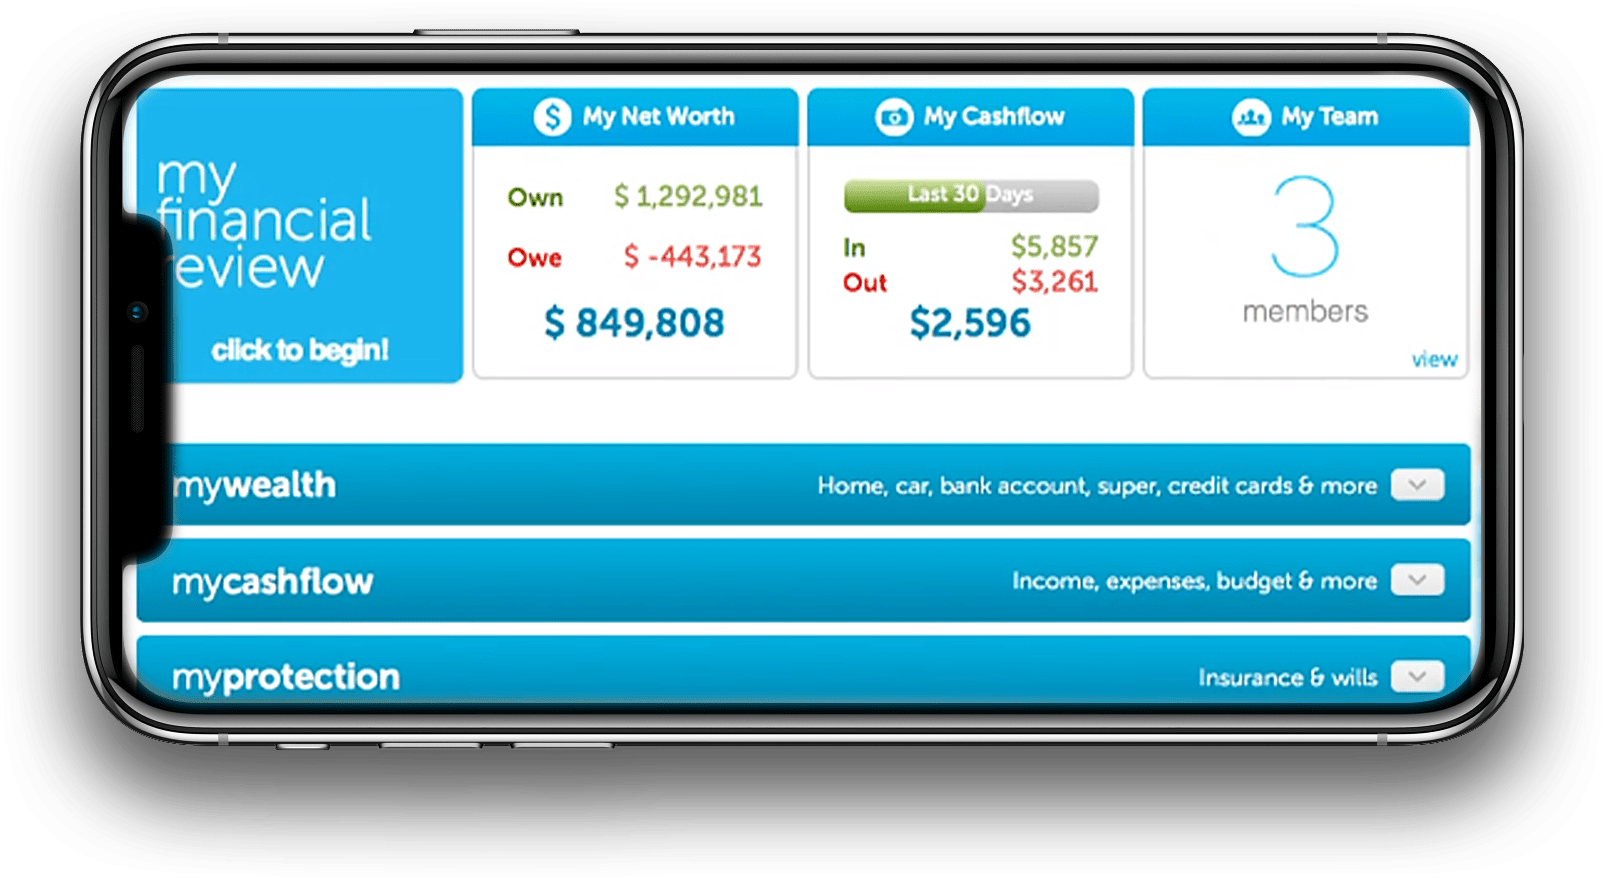 my
financial
review
click to begin!
My Net Worth
Own $ 1,292,981
Owe $ -443,173
$ 849,808
My Cashflow
Last 30 Days
In $5,857
Out $3,261
$2,596
My Team
3
members
view
mywealth Home, car, bank account, super, credit cards & more
mycashflow Income, expenses, budget & more
myprotection Insurance & wills